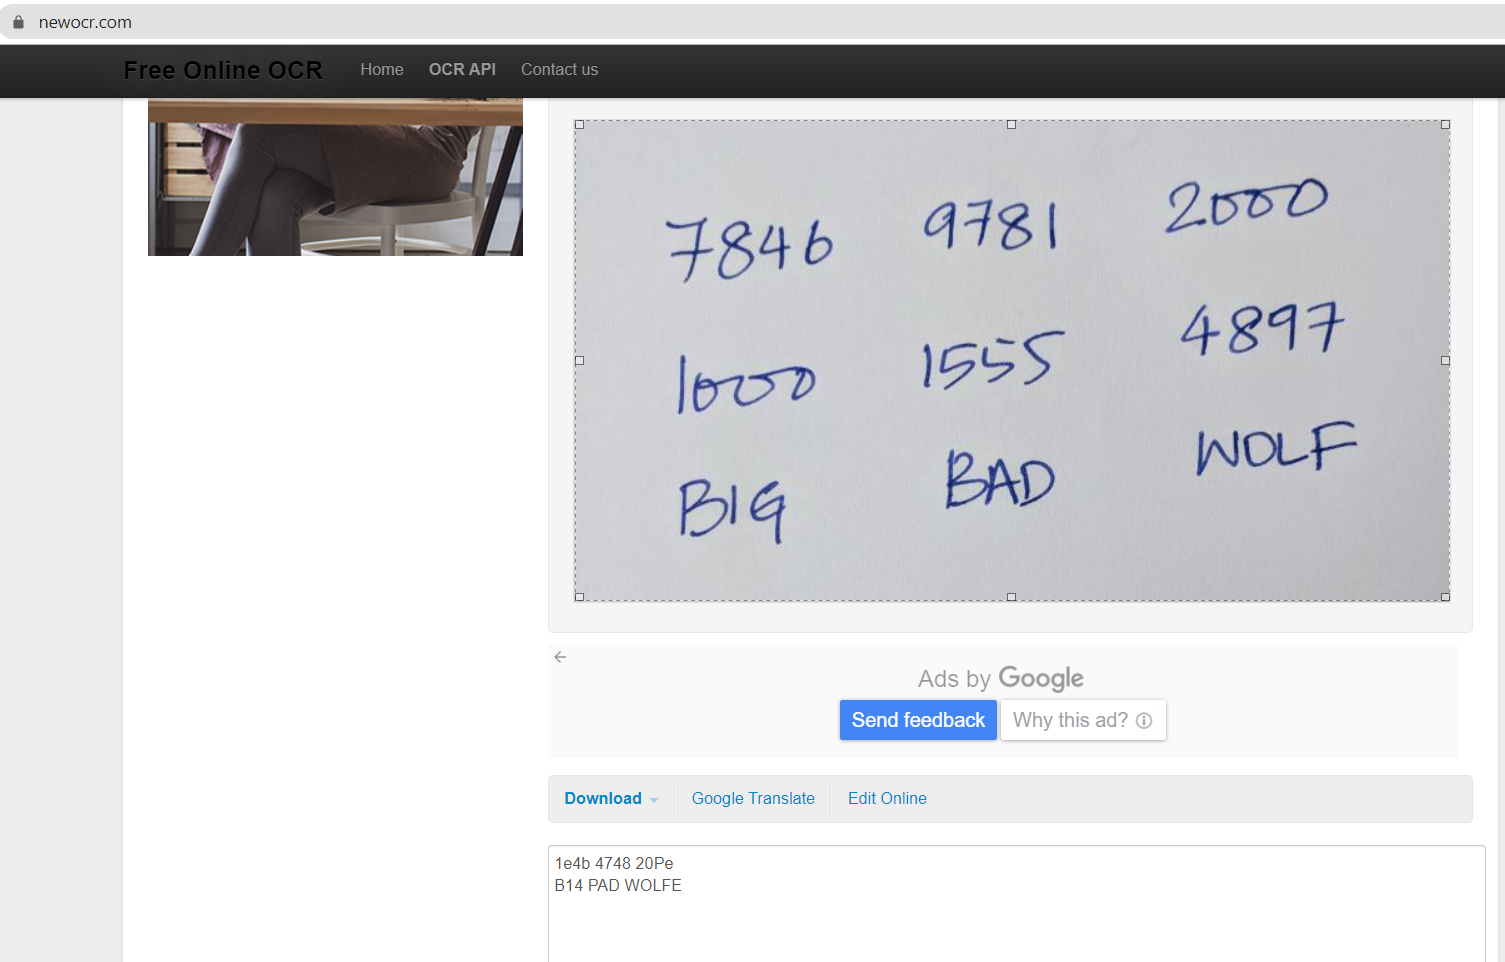 newocr.com
Free Online OCR Home OCR API Contact us
7846 9781 2000
1000 1555 4897
BIG BAD WOLF
Ads by Google
Send feedback Why this ad?
Download Google Translate Edit Online
1e4b 4748 20Pe
B14 PAD WOLFE